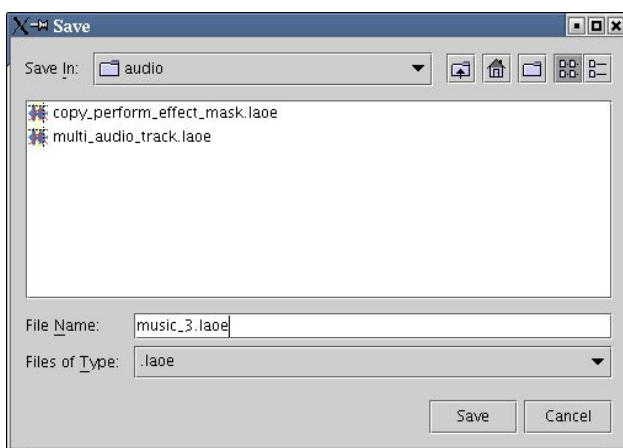 Save
Save In: audio
copy_perform_effect_mask.laoe
multi_audio_track.laoe
File Name: music_3.laoe
Files of Type: .laoe
Save Cancel